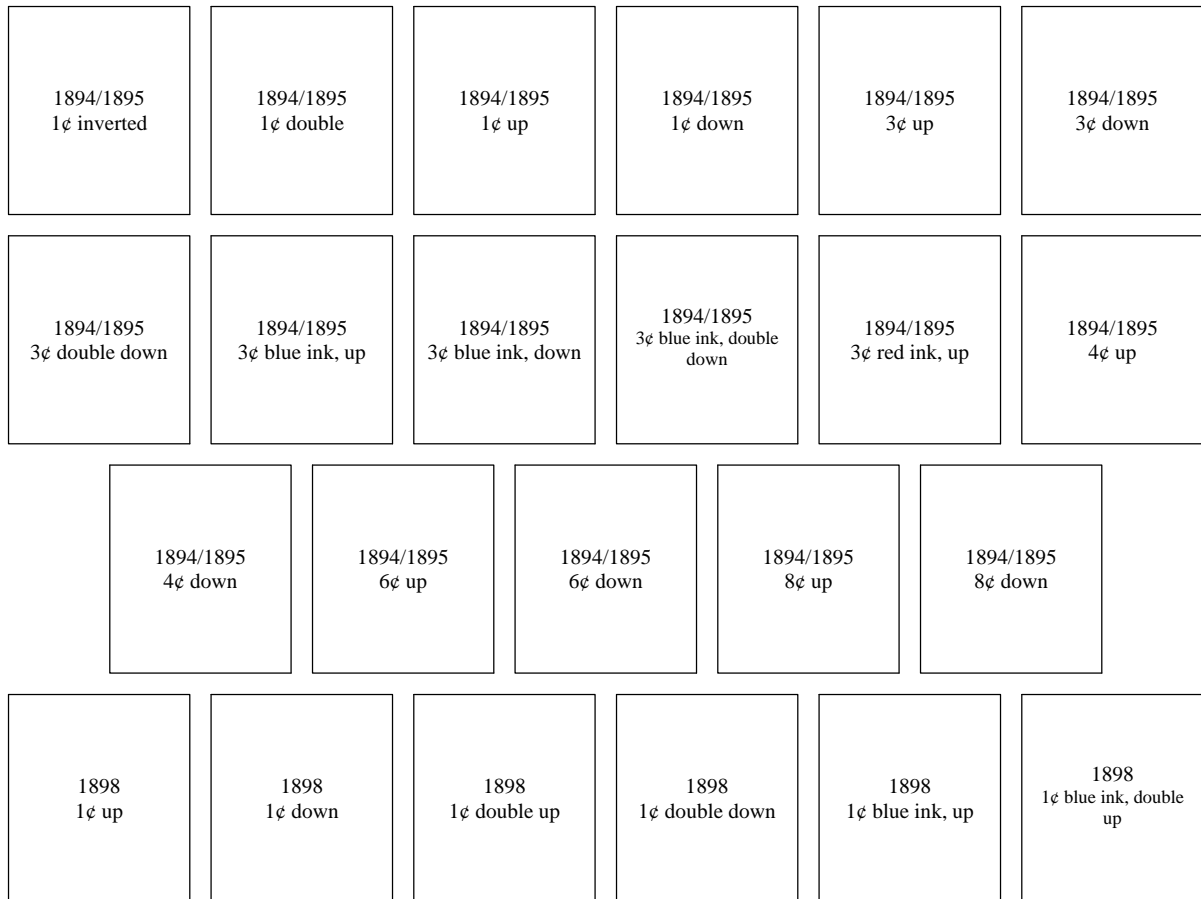 1894/1895
1¢ inverted
1894/1895
1¢ double
1894/1895
1¢ up
1894/1895
1¢ down
1894/1895
3¢ up
1894/1895
3¢ down
1894/1895
3¢ double down
1894/1895
3¢ blue ink, up
1894/1895
3¢ blue ink, down
1894/1895
3¢ blue ink, double
down
1894/1895
3¢ red ink, up
1894/1895
4¢ up
1894/1895
4¢ down
1894/1895
6¢ up
1894/1895
6¢ down
1894/1895
8¢ up
1894/1895
8¢ down
1898
1¢ up
1898
1¢ down
1898
1¢ double up
1898
1¢ double down
1898
1¢ blue ink, up
1898
1¢ blue ink, double
up